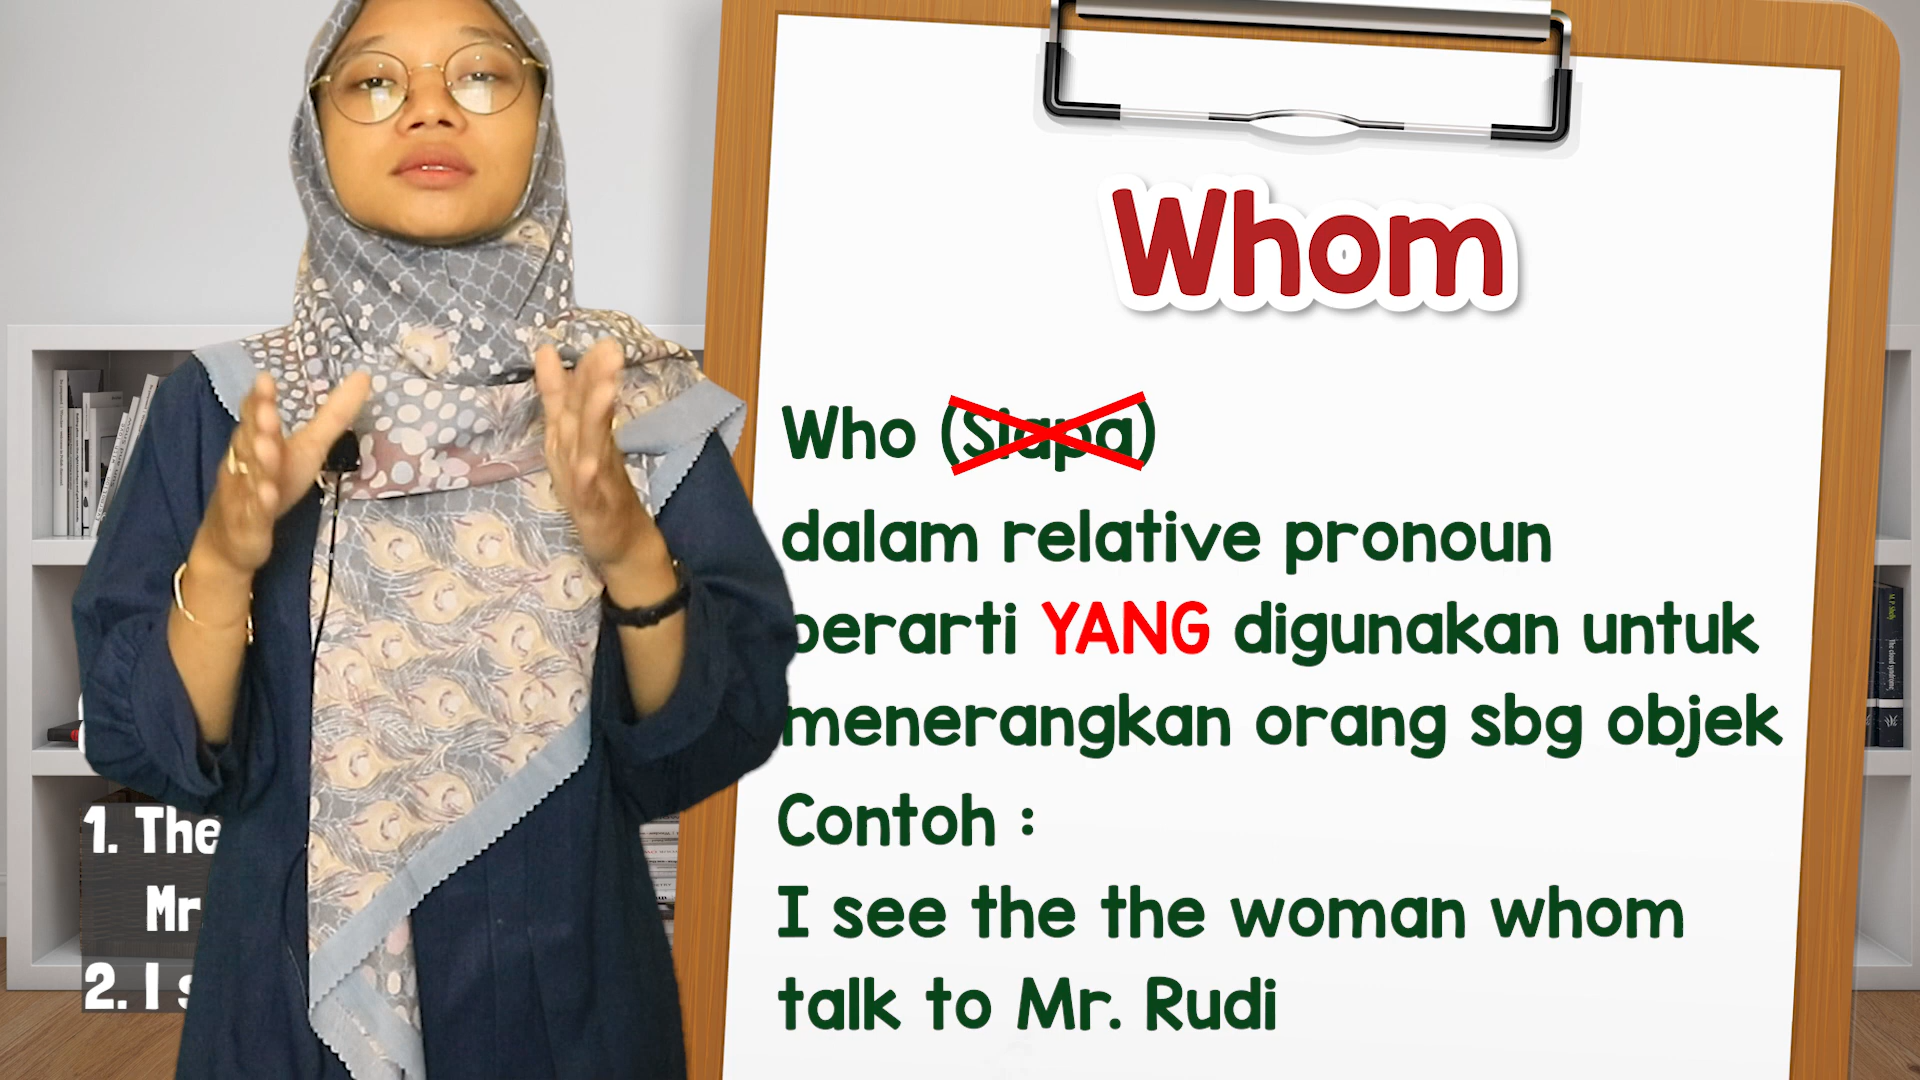 Whom
Who (Siapa)
dalam relative pronoun
berarti YANG digunakan untuk
menerangkan orang sbg objek
Contoh :
I see the the woman whom
talk to Mr. Rudi
1. The
Mr
2. I s